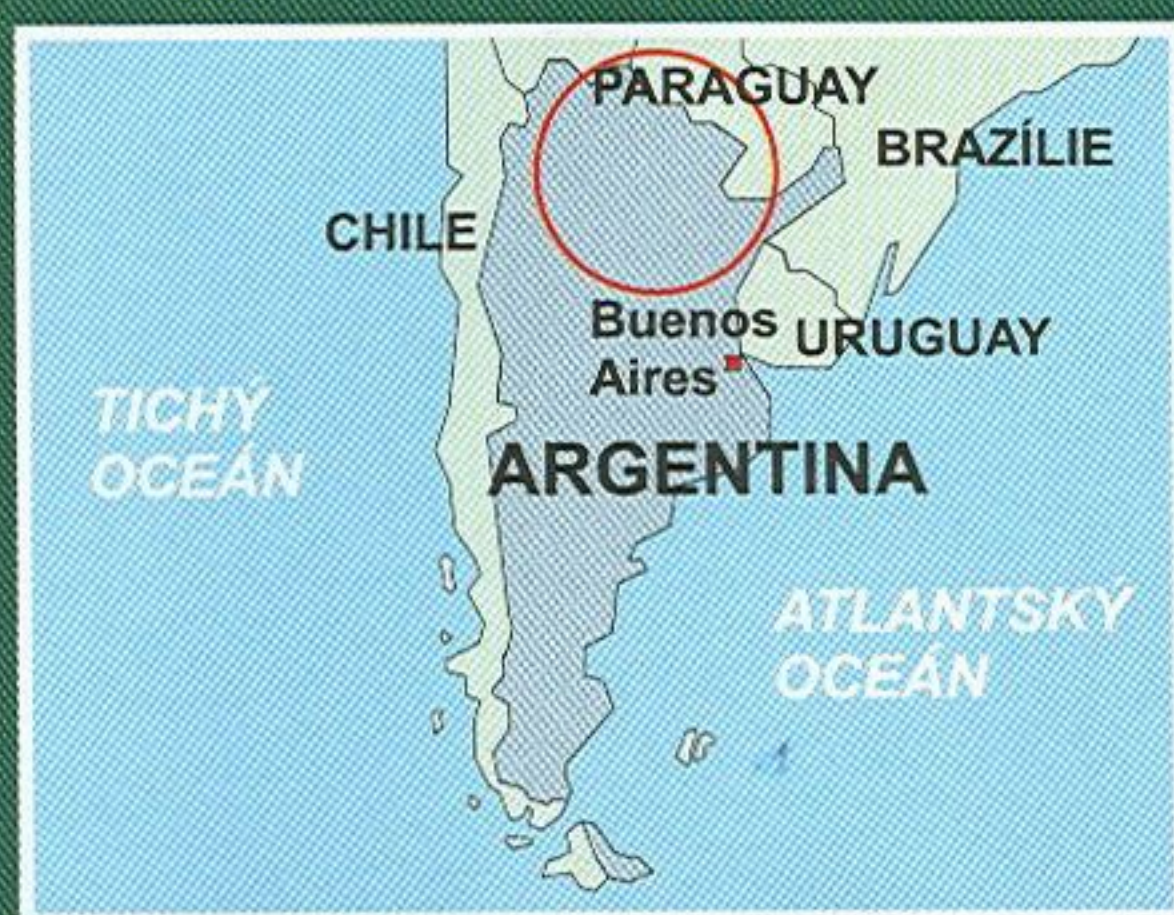 PARAGUAY
BRAZÍLIE
CHILE
Buenos
Aires
URUGUAY
TICHÝ
OCEÁN
ARGENTINA
ATLANTSKÝ
OCEÁN